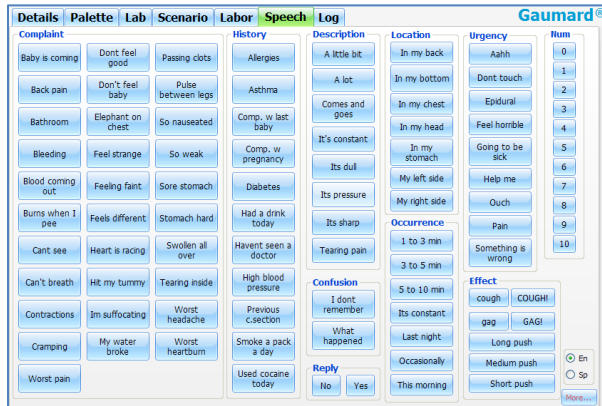 Details Palette Lab Scenario Labor Speech Log
Gaumard®
Complaint
Baby is coming
Back pain
Bathroom
Bleeding
Blood coming
out
Burns when I
pee
Cant see
Can't breath
Contractions
Cramping
Worst pain
Dont feel
good
Don't feel
baby
Elephant on
chest
Feel strange
Feeling faint
Feels different
Heart is racing
Hit my tummy
Im suffocating
My water
broke
Passing clots
Pulse
between legs
So nauseated
So weak
Sore stomach
Stomach hard
Swollen all
over
Tearing inside
Worst
headache
Worst
heartburn
History
Allergies
Asthma
Comp. w last
baby
Comp. w
pregnancy
Diabetes
Had a drink
today
Havent seen a
doctor
High blood
pressure
Previous
c.section
Smoke a pack
a day
Used cocaine
today
Description
A little bit
A lot
Comes and
goes
It's constant
Its dull
Its pressure
Its sharp
Tearing pain
Confusion
I dont
remember
What
happened
Reply
No Yes
Location
In my back
In my bottom
In my chest
In my head
In my
stomach
My left side
My right side
Occurrence
1 to 3 min
3 to 5 min
5 to 10 min
Its constant
Last night
Occasionally
This morning
Urgency
Aahh
Dont touch
Epidural
Feel horrible
Going to be
sick
Help me
Ouch
Pain
Something is
wrong
Effect
cough COUGH!
gag GAG!
Long push
Medium push
Short push
Num
0
1
2
3
4
5
6
7
8
9
10
En
Sp
More...